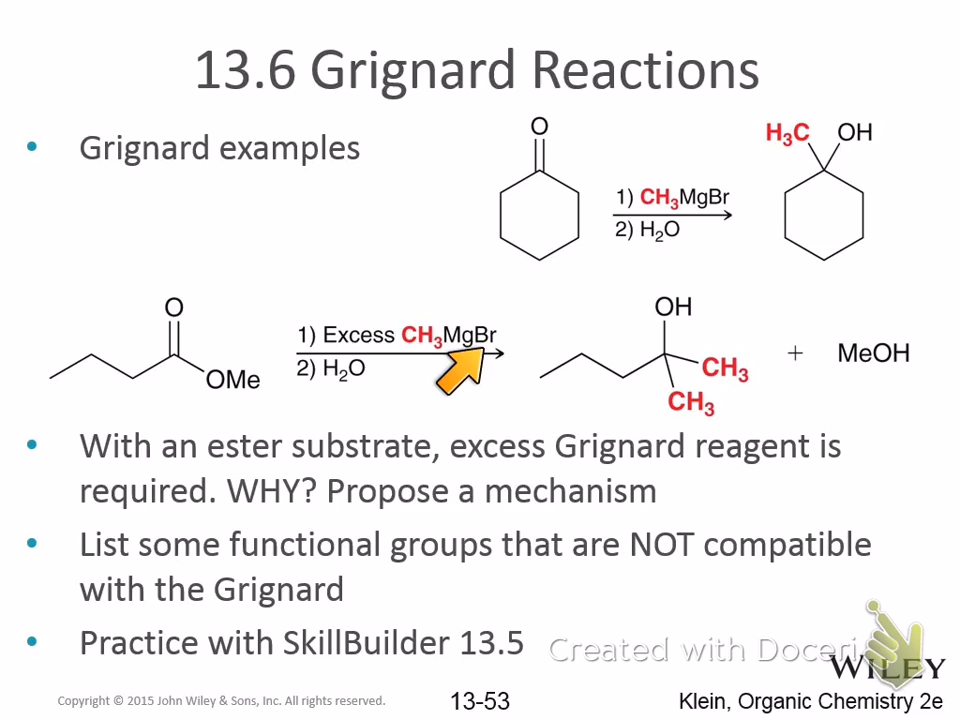 13.6 Grignard Reactions
• Grignard examples
O
H₃C OH
1) CH₃MgBr
2) H₂O
O
OMe
1) Excess CH₃MgBr
2) H₂O
OH
CH₃
CH₃
+ MeOH
• With an ester substrate, excess Grignard reagent is
required. WHY? Propose a mechanism
• List some functional groups that are NOT compatible
with the Grignard
• Practice with SkillBuilder 13.5
Created with Doceri
WILEY
Copyright © 2015 John Wiley & Sons, Inc. All rights reserved.
13-53
Klein, Organic Chemistry 2e